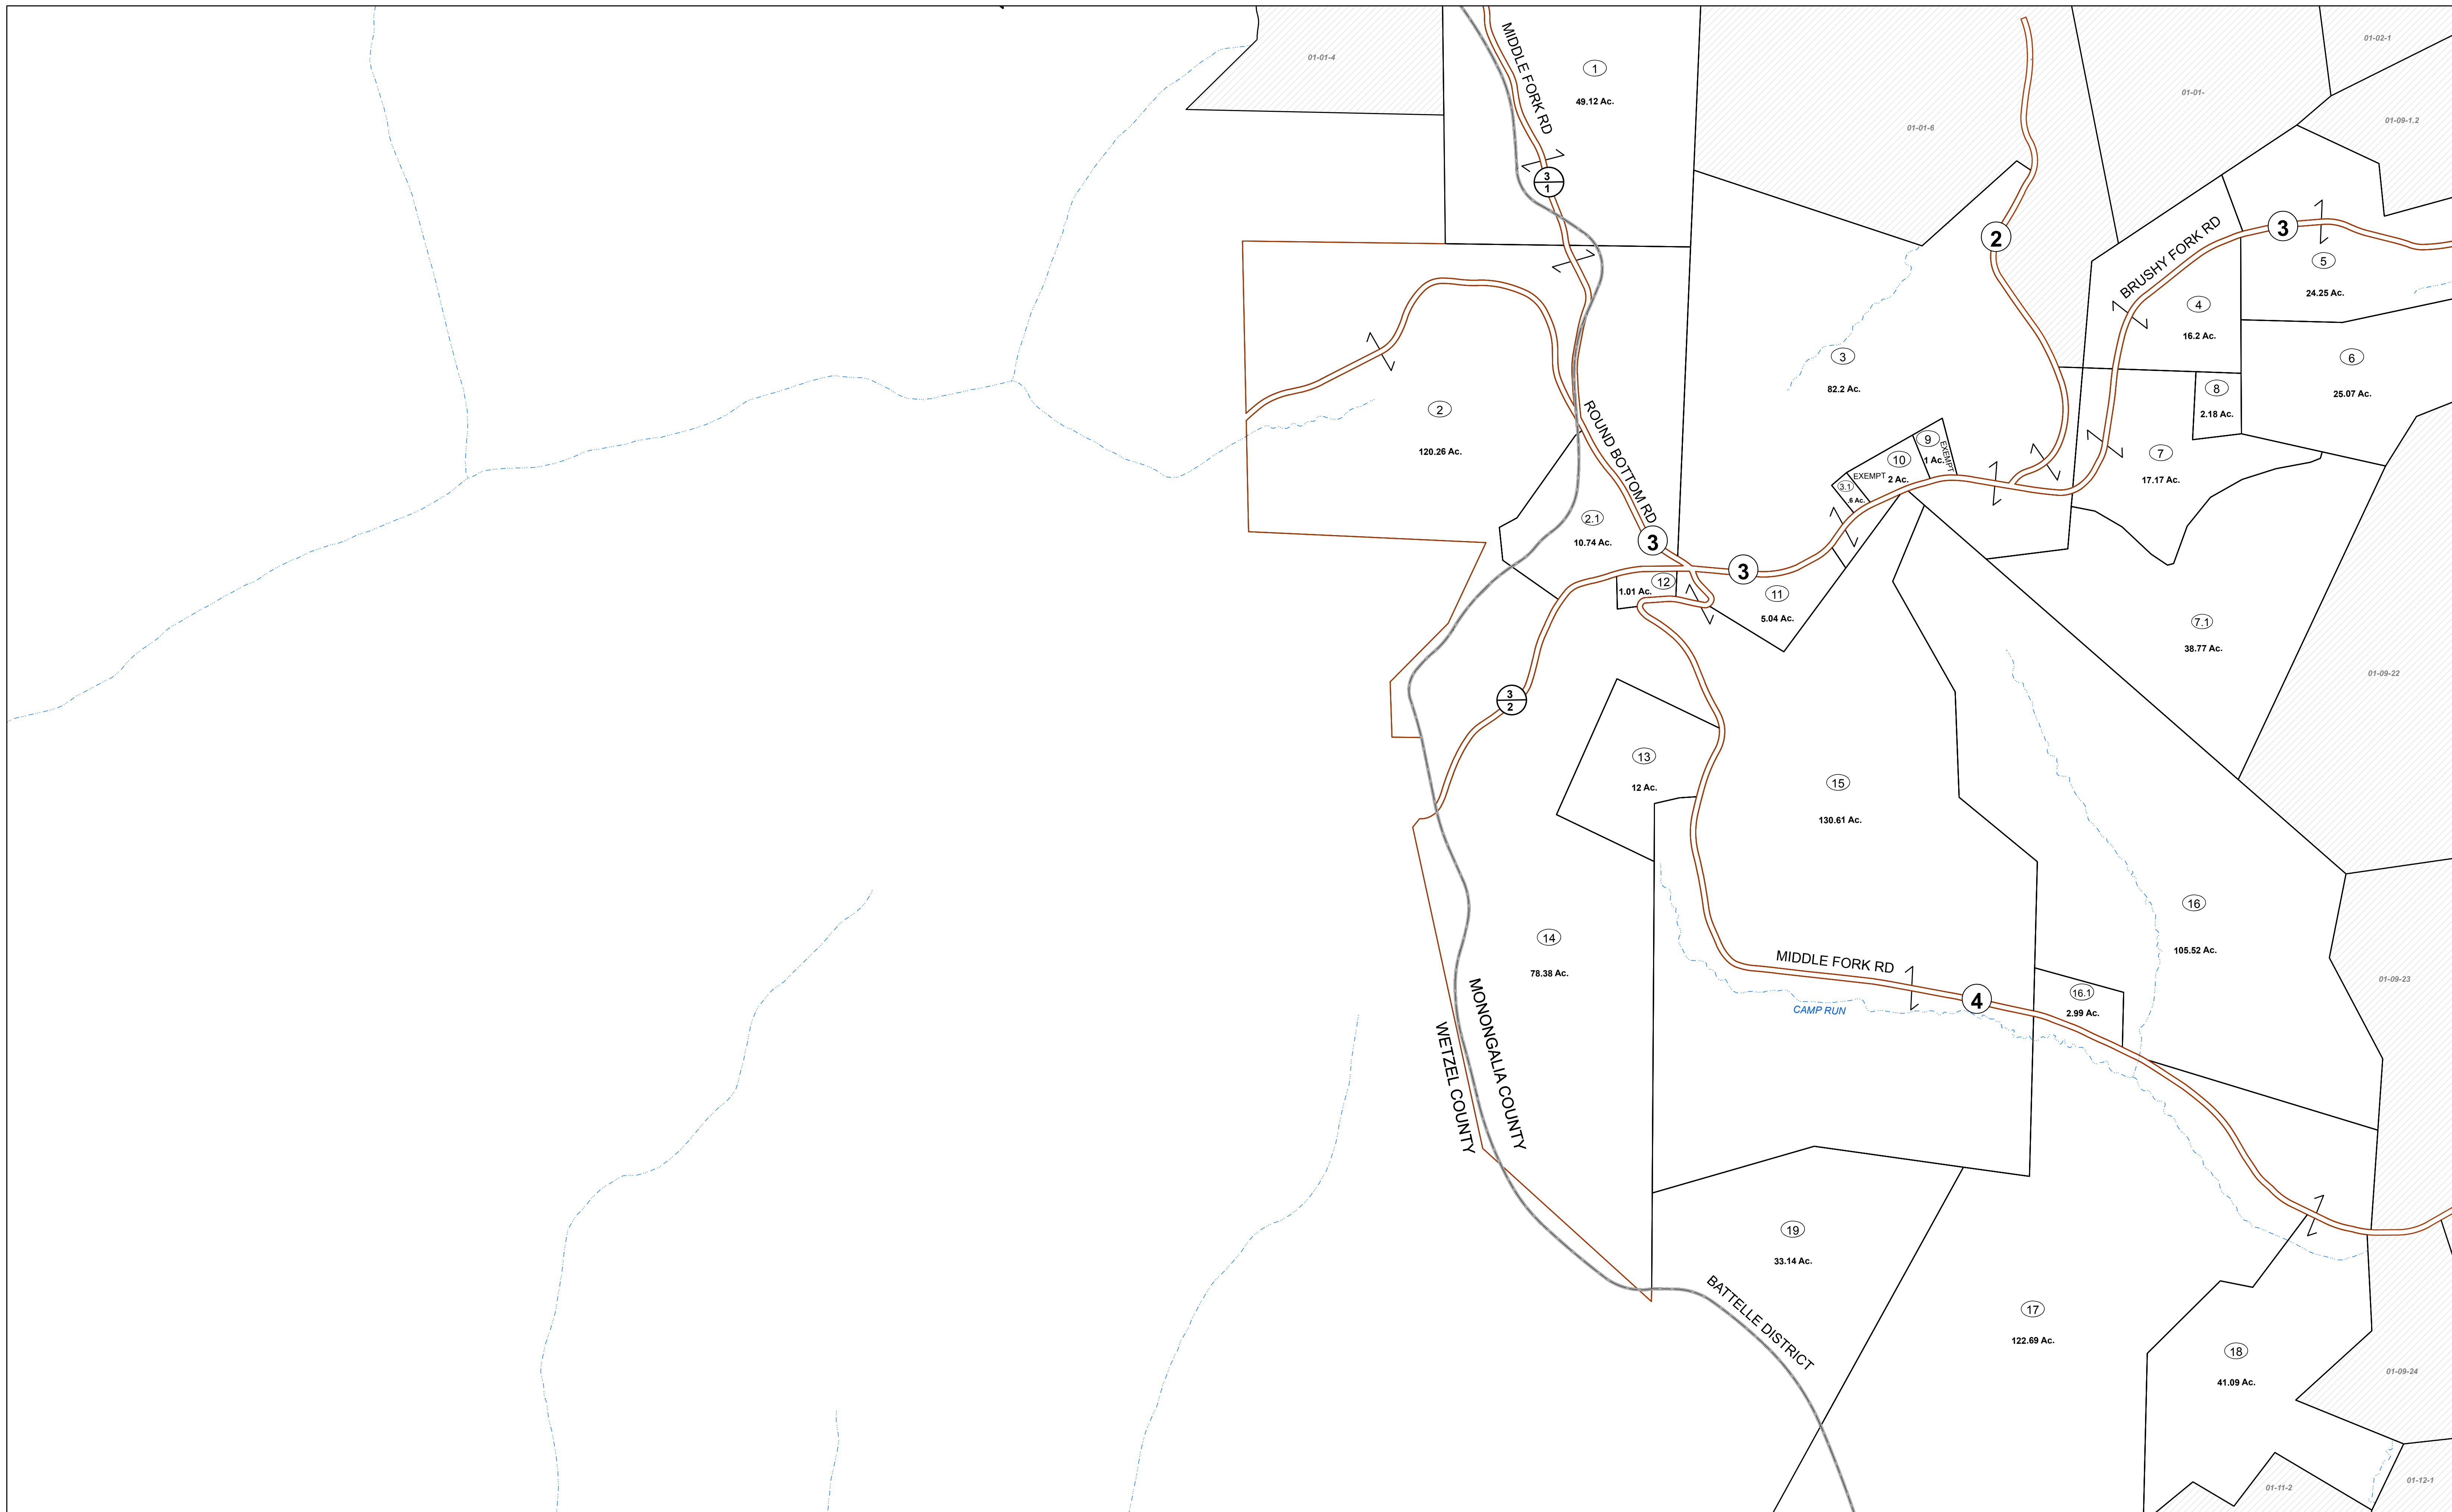 01-02-1
01-01-4
MIDDLE FORK RD
1
49.12 Ac.
01-01-
01-01-6
01-09-1.2
3
1
2
BRUSHY FORK RD
3
5
24.25 Ac.
4
16.2 Ac.
3
82.2 Ac.
6
25.07 Ac.
8
2.18 Ac.
2
120.26 Ac.
ROUND BOTTOM RD
9
1 Ac.
EXEMPT
10
EXEMPT
2 Ac.
3.1
.6 Ac.
7
17.17 Ac.
2.1
10.74 Ac.
3
3
12
1.01 Ac.
11
5.04 Ac.
7.1
38.77 Ac.
01-09-22
3
2
13
12 Ac.
15
130.61 Ac.
16
105.52 Ac.
14
78.38 Ac.
MIDDLE FORK RD
4
CAMP RUN
16.1
2.99 Ac.
01-09-23
MONONGALIA COUNTY
WETZEL COUNTY
19
33.14 Ac.
BATTELLE DISTRICT
17
122.69 Ac.
18
41.09 Ac.
01-09-24
01-11-2
01-12-1